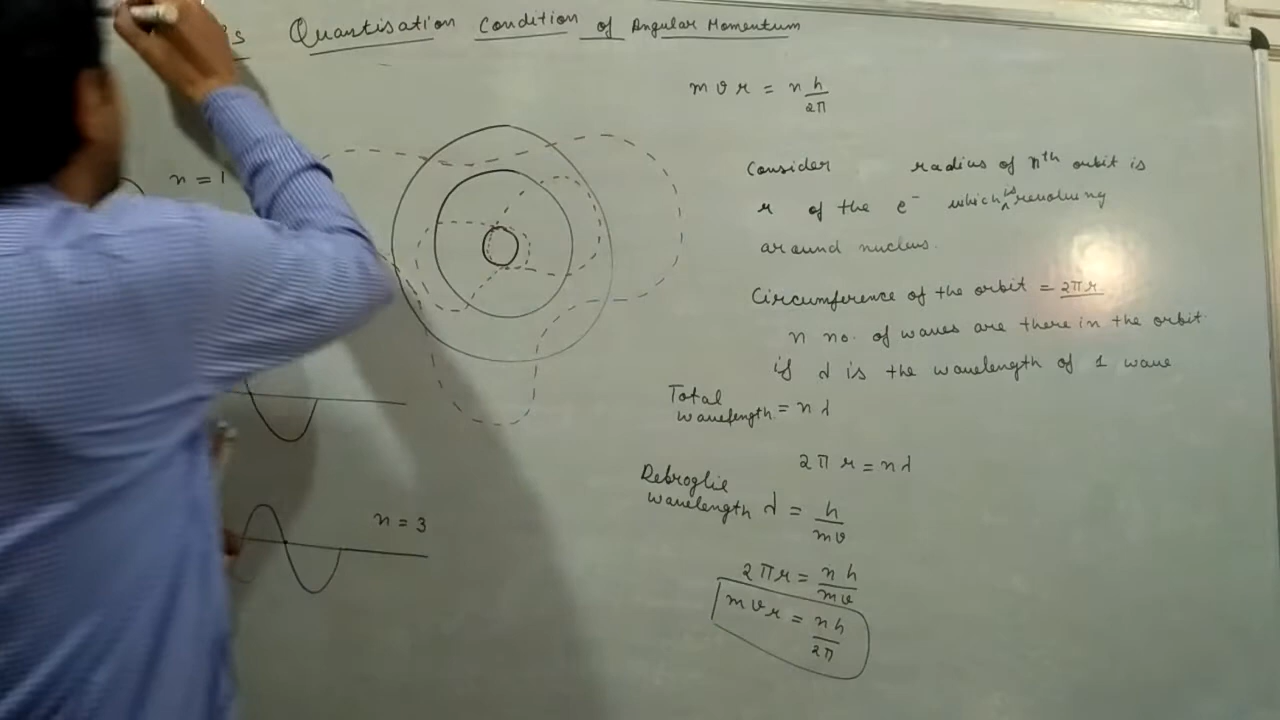 Quantisation Condition of Angular Momentum
m v r = n h/2π
n = 1
Consider radius of nth orbit is
r of the e⁻ which is revolving
around nucleus.
Circumference of the orbit = 2πr
n no. of waves are there in the orbit.
if λ is the wavelength of 1 wave
Total wavelength = n λ
2 π r = n λ
Debroglie wavelength λ = h/mv
n = 3
2 π r = n h/mv
m v r = n h/2π